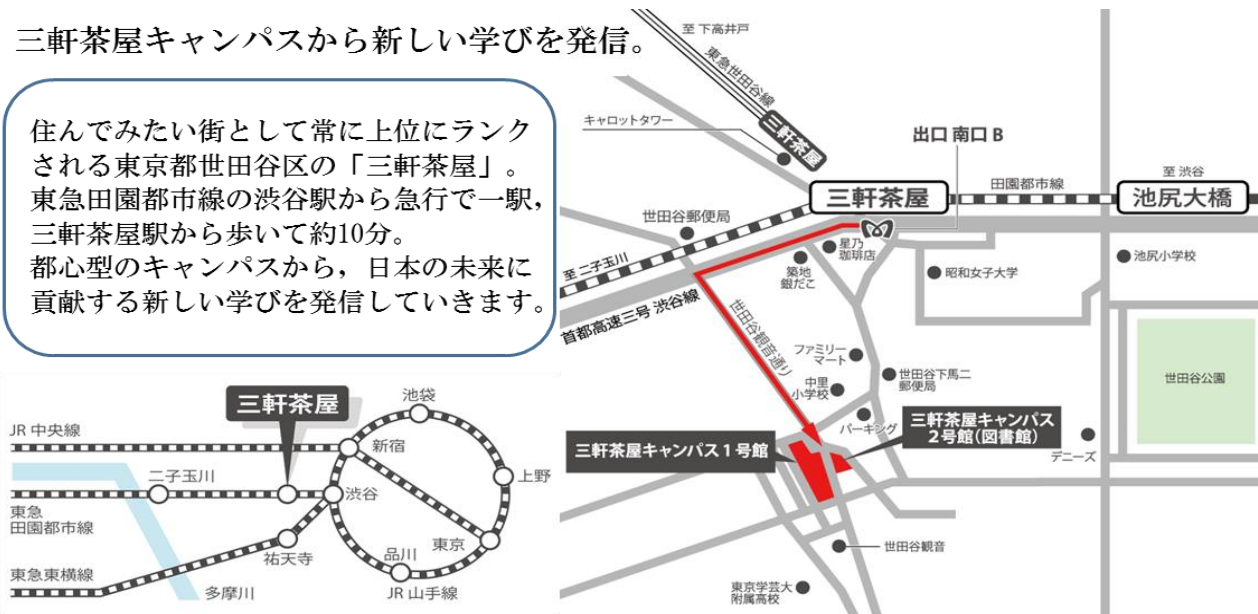 三軒茶屋キャンパスから新しい学びを発信。
住んでみたい街として常に上位にランク
される東京都世田谷区の「三軒茶屋」。
東急田園都市線の渋谷駅から急行で一駅，
三軒茶屋駅から歩いて約10分。
都心型のキャンパスから，日本の未来に
貢献する新しい学びを発信していきます。
三軒茶屋
池袋
JR 中央線
新宿
二子玉川
上野
渋谷
東急
田園都市線
祐天寺
品川
東京
東急東横線
多摩川
JR 山手線
至 下高井戸
東急世田谷線
キャロットタワー
三軒茶屋
出口 南口 B
至 渋谷
三軒茶屋
田園都市線
池尻大橋
世田谷郵便局
星乃
珈琲店
築地
銀だこ
昭和女子大学
池尻小学校
至 二子玉川
首都高速三号 渋谷線
世田谷観音通り
ファミリー
マート
中里
小学校
世田谷下馬二
郵便局
世田谷公園
パーキング
三軒茶屋キャンパス
2号館(図書館)
三軒茶屋キャンパス 1 号館
デニーズ
世田谷観音
東京学芸大
附属高校